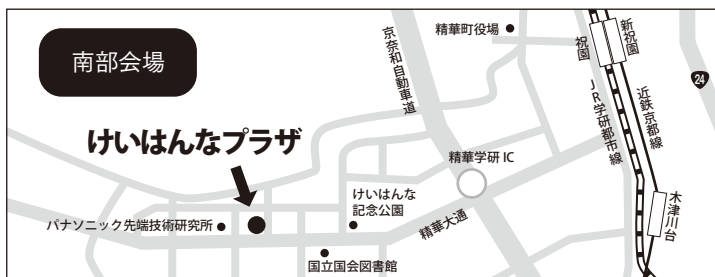 南部会場
けいはんなプラザ
パナソニック先端技術研究所
国立国会図書館
けいはんな
記念公園
精華大通
精華学研 IC
京奈和自動車道
精華町役場
祝園
新祝園
JR学研都市線
近鉄京都線
木津川台
24